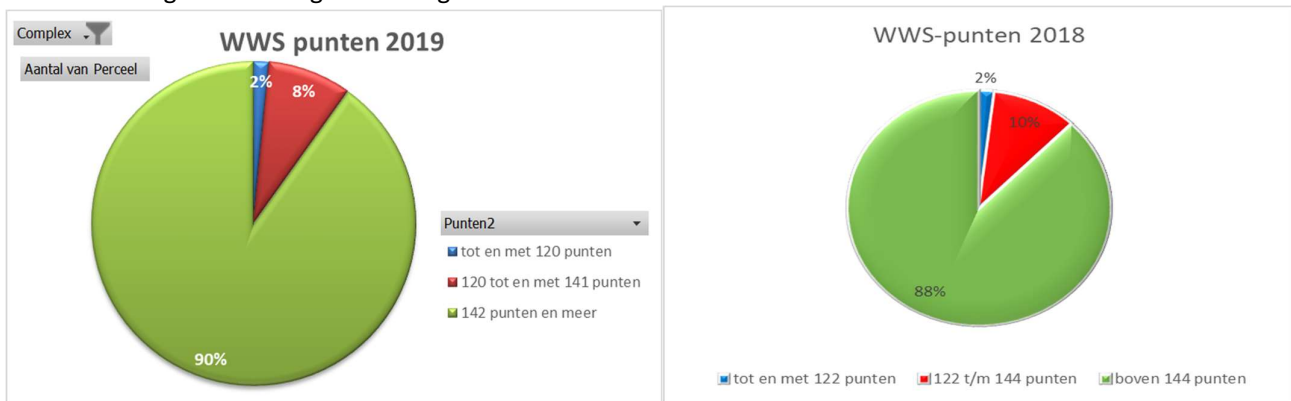 Complex
WWS punten 2019
Aantal van Perceel
2%
8%
90%
Punten2
tot en met 120 punten
120 tot en met 141 punten
142 punten en meer
WWS-punten 2018
2%
10%
88%
tot en met 122 punten
122 t/m 144 punten
boven 144 punten